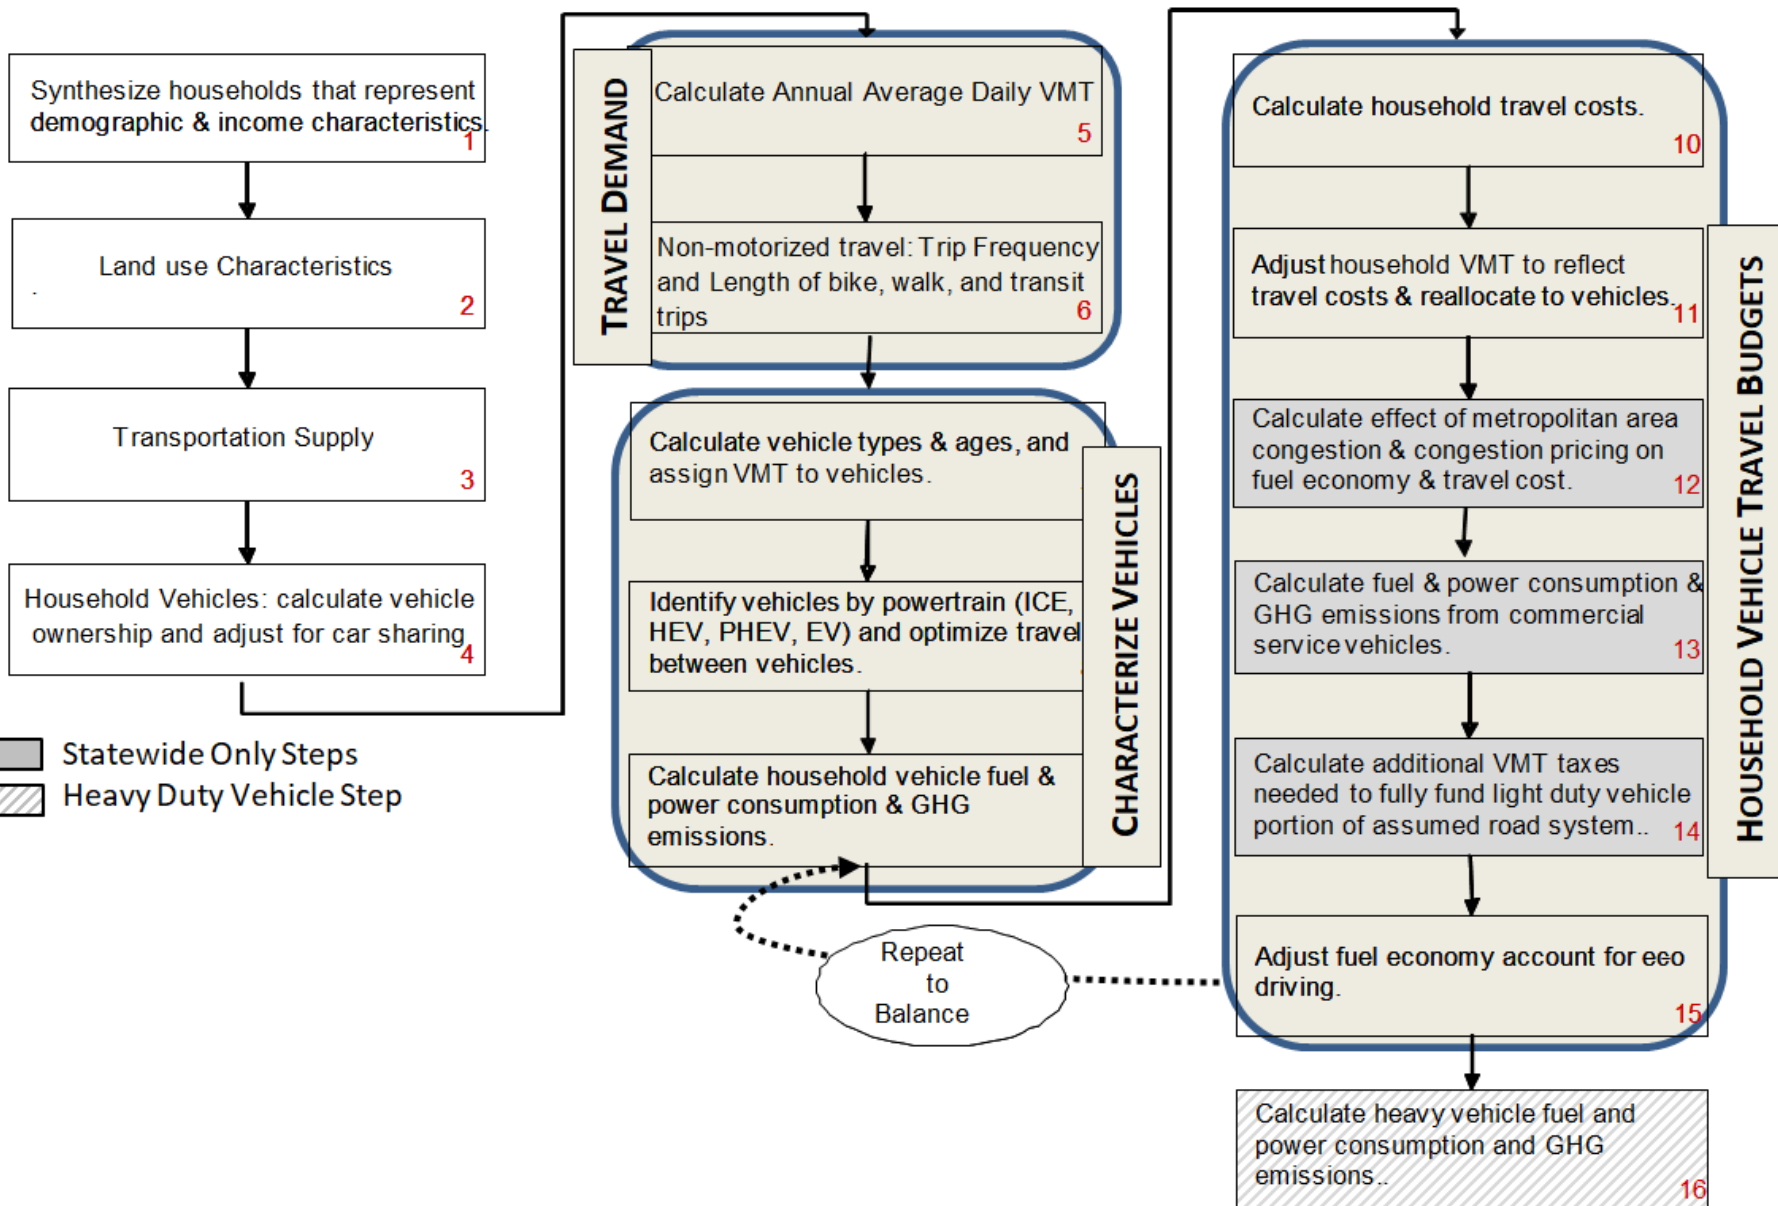 Synthesize households that represent
demographic & income characteristics.
1
Land use Characteristics
.
2
Transportation Supply
3
Household Vehicles: calculate vehicle
ownership and adjust for car sharing
4
Statewide Only Steps
Heavy Duty Vehicle Step
TRAVEL DEMAND
Calculate Annual Average Daily VMT
5
Non-motorized travel: Trip Frequency
and Length of bike, walk, and transit
trips
6
CHARACTERIZE VEHICLES
Calculate vehicle types & ages, and
assign VMT to vehicles.
Identify vehicles by powertrain (ICE,
HEV, PHEV, EV) and optimize travel
between vehicles.
Calculate household vehicle fuel &
power consumption & GHG
emissions.
Repeat
to
Balance
HOUSEHOLD VEHICLE TRAVEL BUDGETS
Calculate household travel costs.
10
Adjust household VMT to reflect
travel costs & reallocate to vehicles.
11
Calculate effect of metropolitan area
congestion & congestion pricing on
fuel economy & travel cost.
12
Calculate fuel & power consumption &
GHG emissions from commercial
service vehicles.
13
Calculate additional VMT taxes
needed to fully fund light duty vehicle
portion of assumed road system..
14
Adjust fuel economy account for eco
driving.
15
Calculate heavy vehicle fuel and
power consumption and GHG
emissions..
16